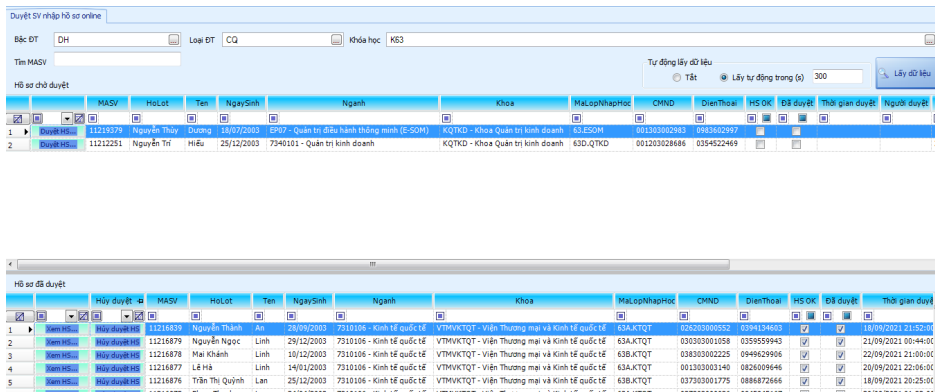 Duyệt SV nhập hồ sơ online
Bậc ĐT DH Loại ĐT CQ Khóa học K63
Tìm MASV Tự động lấy dữ liệu
Tắt Lấy tự động trong (s) 300 Lấy dữ liệu
Hồ sơ chờ duyệt
MASV HoLot Ten NgaySinh Nganh Khoa MaLopNhapHoc CMND DienThoai HS OK Đã duyệt Thời gian duyệt Người duyệt
1 Duyệt HS... 11219379 Nguyễn Thùy Dương 18/07/2003 EP07 - Quản trị điều hành thông minh (E-SOM) KQTKD - Khoa Quản trị kinh doanh 63.ESOM 001303002983 0983602997
2 Duyệt HS... 11212251 Nguyễn Trí Hiếu 25/12/2003 7340101 - Quản trị kinh doanh KQTKD - Khoa Quản trị kinh doanh 63D.QTKD 001203028686 0354522469
Hồ sơ đã duyệt
Hủy duyệt MASV HoLot Ten NgaySinh Nganh Khoa MaLopNhapHoc CMND DienThoai HS OK Đã duyệt Thời gian duyệ
1 Xem HS... Hủy duyệt HS 11216839 Nguyễn Thành An 28/09/2003 7310106 - Kinh tế quốc tế VTMVKTQT - Viện Thương mại và Kinh tế quốc tế 63A.KTQT 026203000552 0394134603 18/09/2021 21:52:0
2 Xem HS... Hủy duyệt HS 11216879 Nguyễn Ngọc Linh 29/12/2003 7310106 - Kinh tế quốc tế VTMVKTQT - Viện Thương mại và Kinh tế quốc tế 63A.KTQT 030303001058 0359559943 21/09/2021 00:44:0
3 Xem HS... Hủy duyệt HS 11216878 Mai Khánh Linh 10/12/2003 7310106 - Kinh tế quốc tế VTMVKTQT - Viện Thương mại và Kinh tế quốc tế 63B.KTQT 038303002225 0949629906 22/09/2021 21:00:0
4 Xem HS... Hủy duyệt HS 11216877 Lê Hà Linh 14/01/2003 7310106 - Kinh tế quốc tế VTMVKTQT - Viện Thương mại và Kinh tế quốc tế 63A.KTQT 001303003140 0826009646 20/09/2021 22:06:0
5 Xem HS... Hủy duyệt HS 11216876 Trần Thị Quỳnh Lan 25/12/2003 7310106 - Kinh tế quốc tế VTMVKTQT - Viện Thương mại và Kinh tế quốc tế 63B.KTQT 037303001775 0886872666 18/09/2021 20:25:0